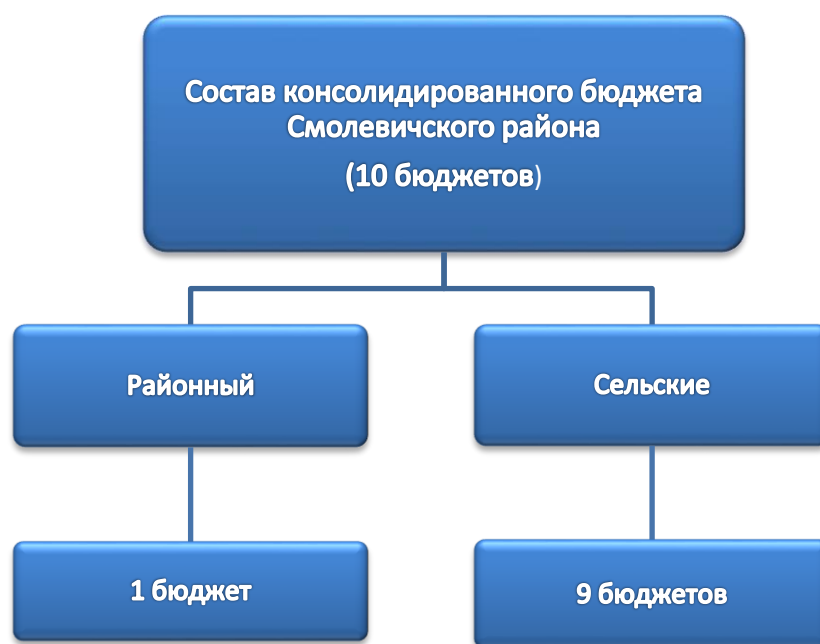 Состав консолидированного бюджета
Смолевичского района
(10 бюджетов)
Районный
Сельские
1 бюджет
9 бюджетов